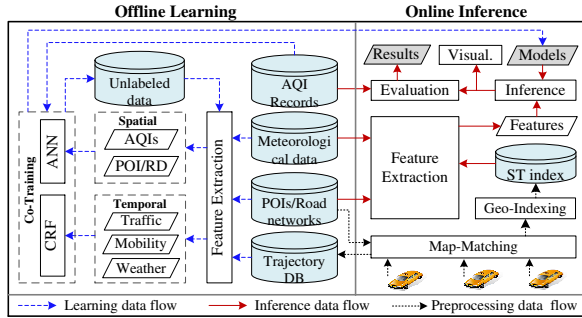 Offline Learning
Online Inference
Results
Visual.
Models
Unlabeled
data
AQI
Records
Evaluation
Inference
Features
Co-Training
ANN
CRF
Spatial
AQIs
POI/RD
Temporal
Traffic
Mobility
Weather
Feature Extraction
Meteorologi
cal data
POIs/Road
networks
Trajectory
DB
Feature
Extraction
ST index
Geo-Indexing
Map-Matching
Learning data flow
Inference data flow
Preprocessing data flow